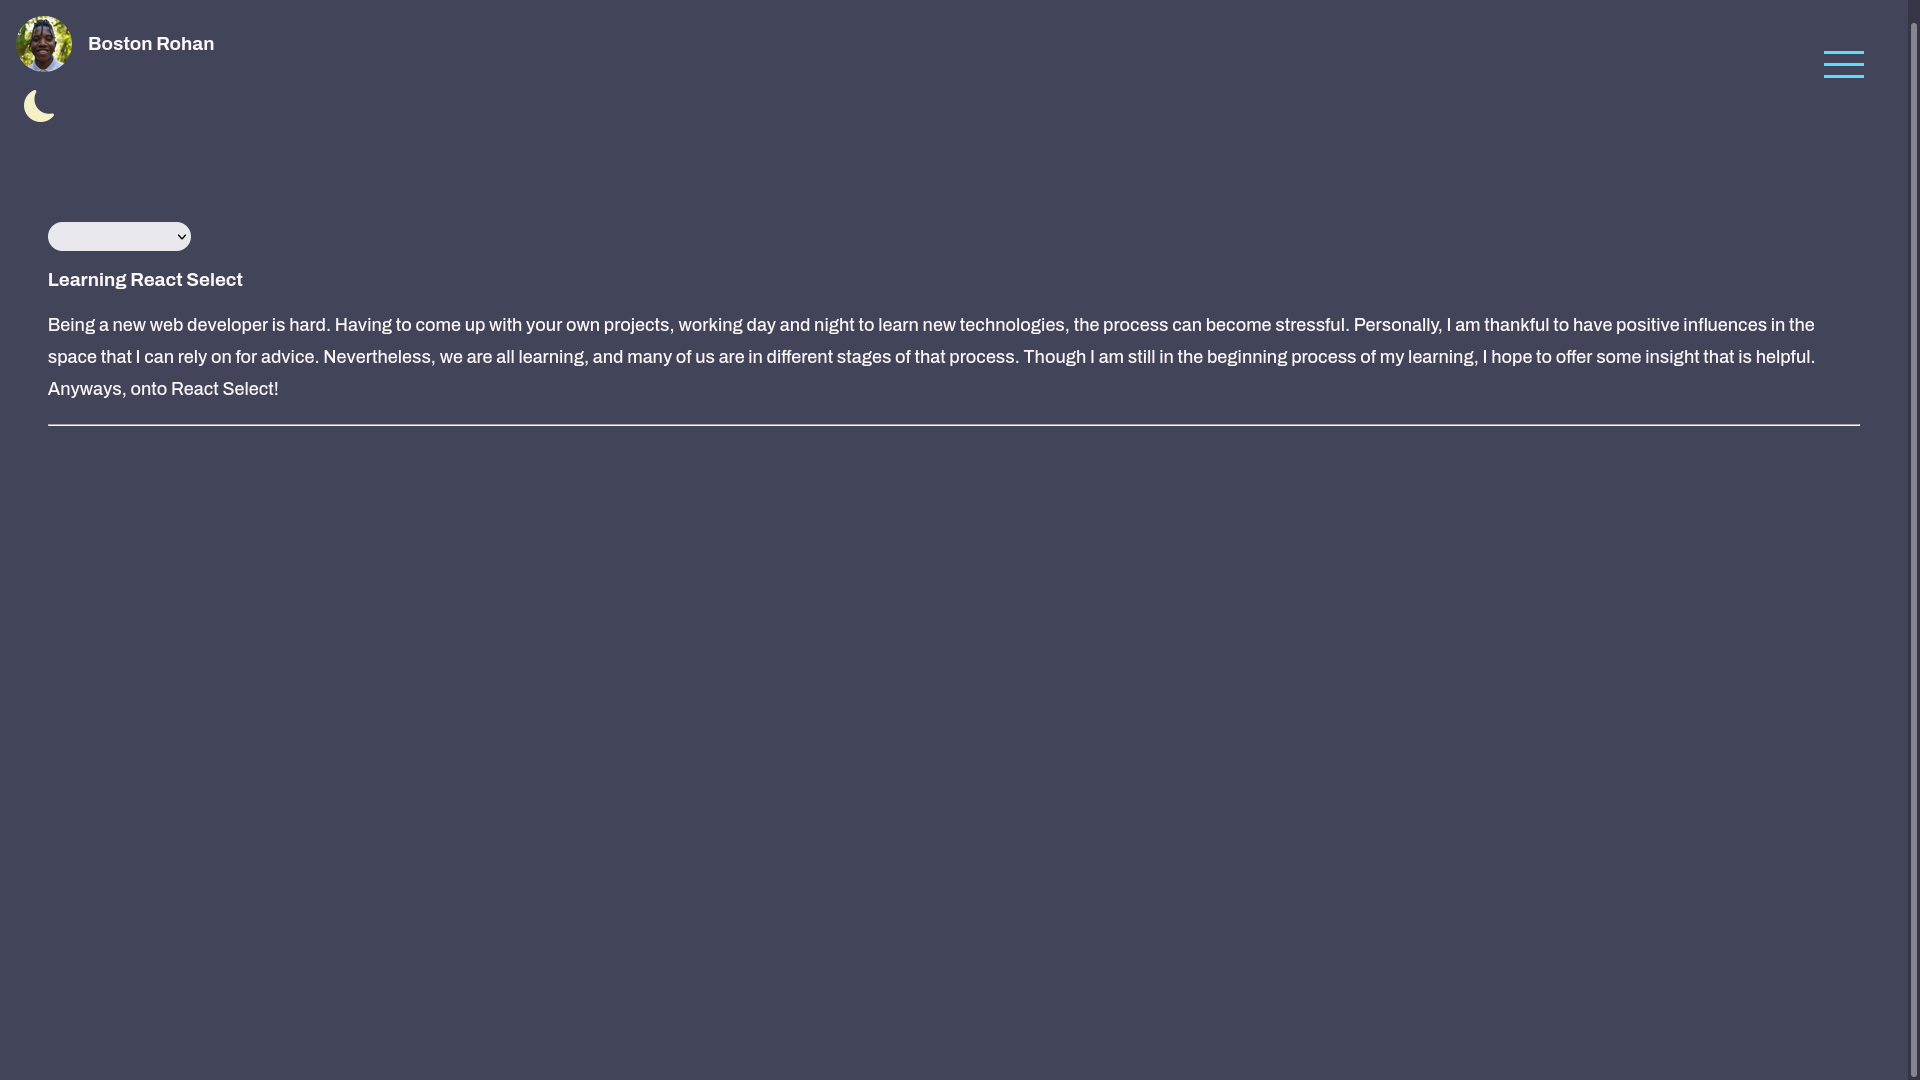 Boston Rohan
Learning React Select
Being a new web developer is hard. Having to come up with your own projects, working day and night to learn new technologies, the process can become stressful. Personally, I am thankful to have positive influences in the
space that I can rely on for advice. Nevertheless, we are all learning, and many of us are in different stages of that process. Though I am still in the beginning process of my learning, I hope to offer some insight that is helpful.
Anyways, onto React Select!